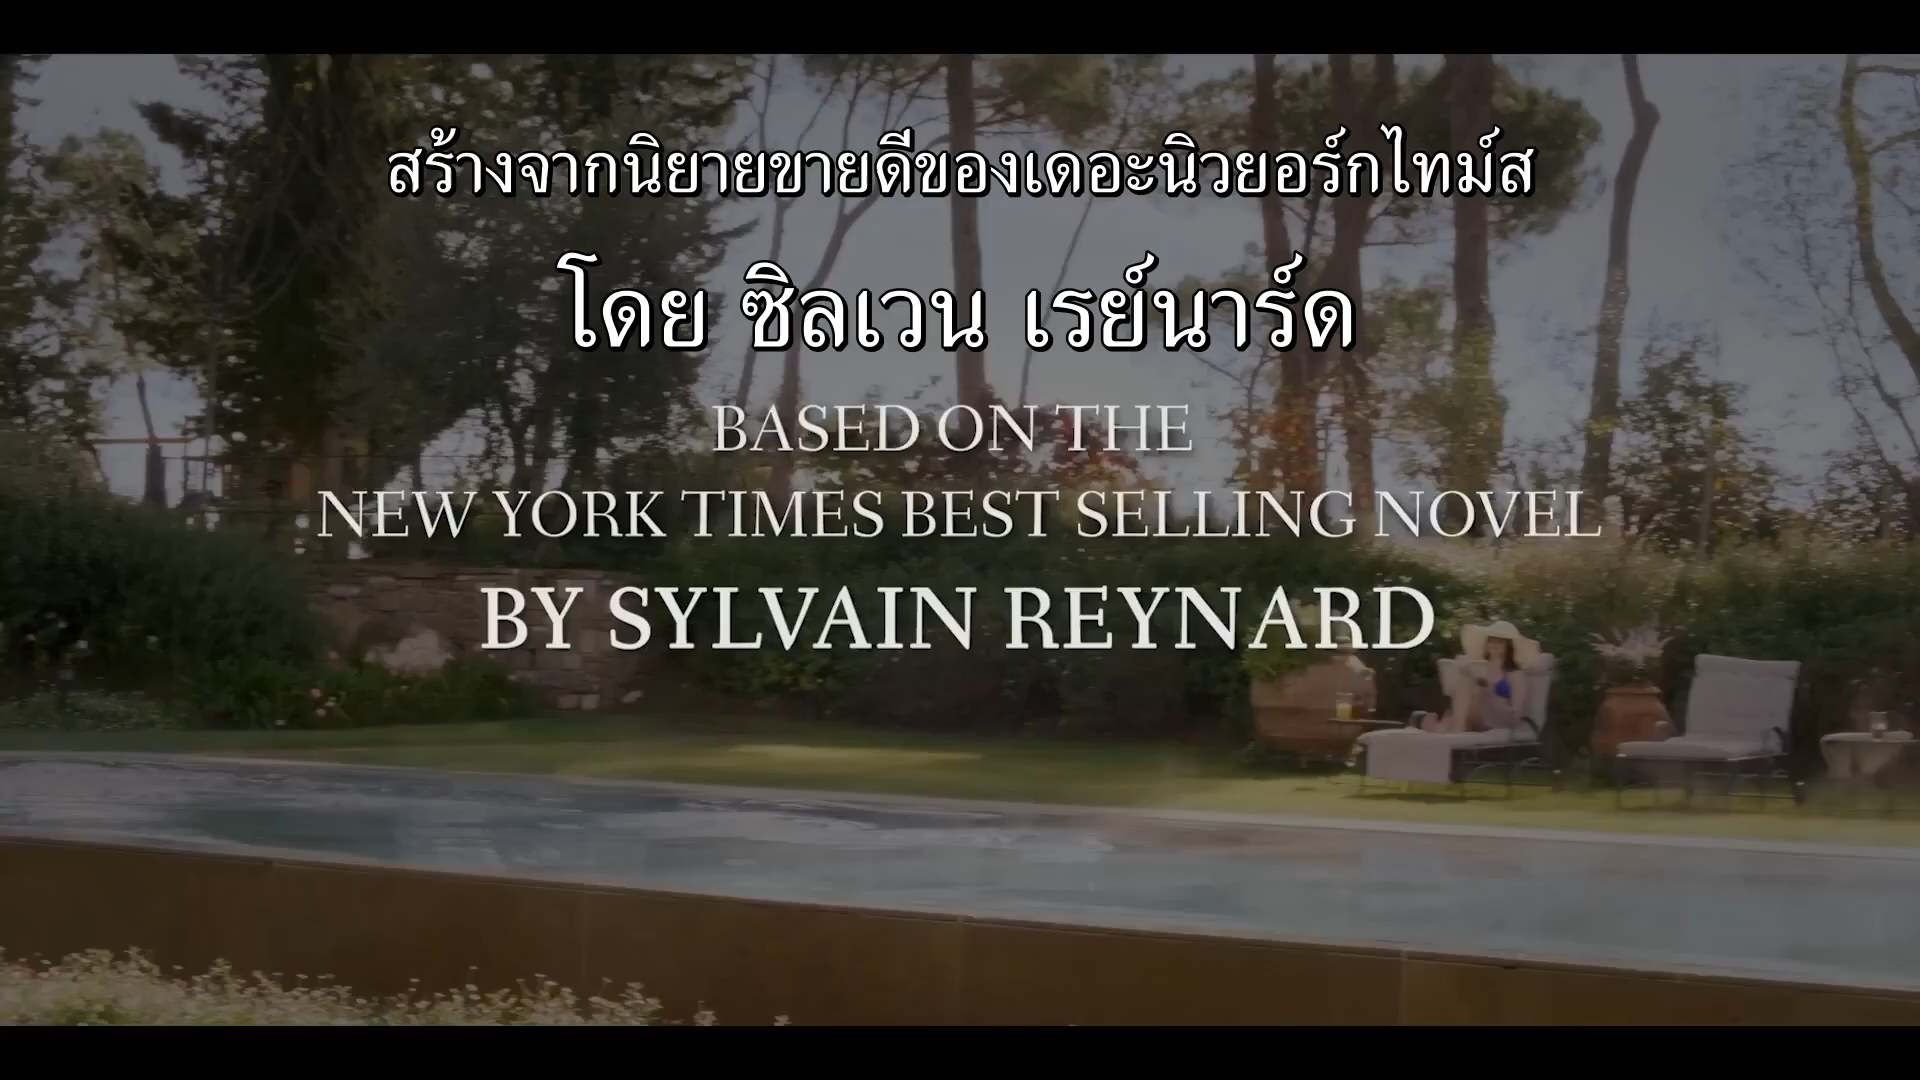 สร้างจากนิยายขายดีของเดอะนิวยอร์กไทม์ส
โดย ซิลเวน เรย์นาร์ด
BASED ON THE
NEW YORK TIMES BEST SELLING NOVEL
BY SYLVAIN REYNARD